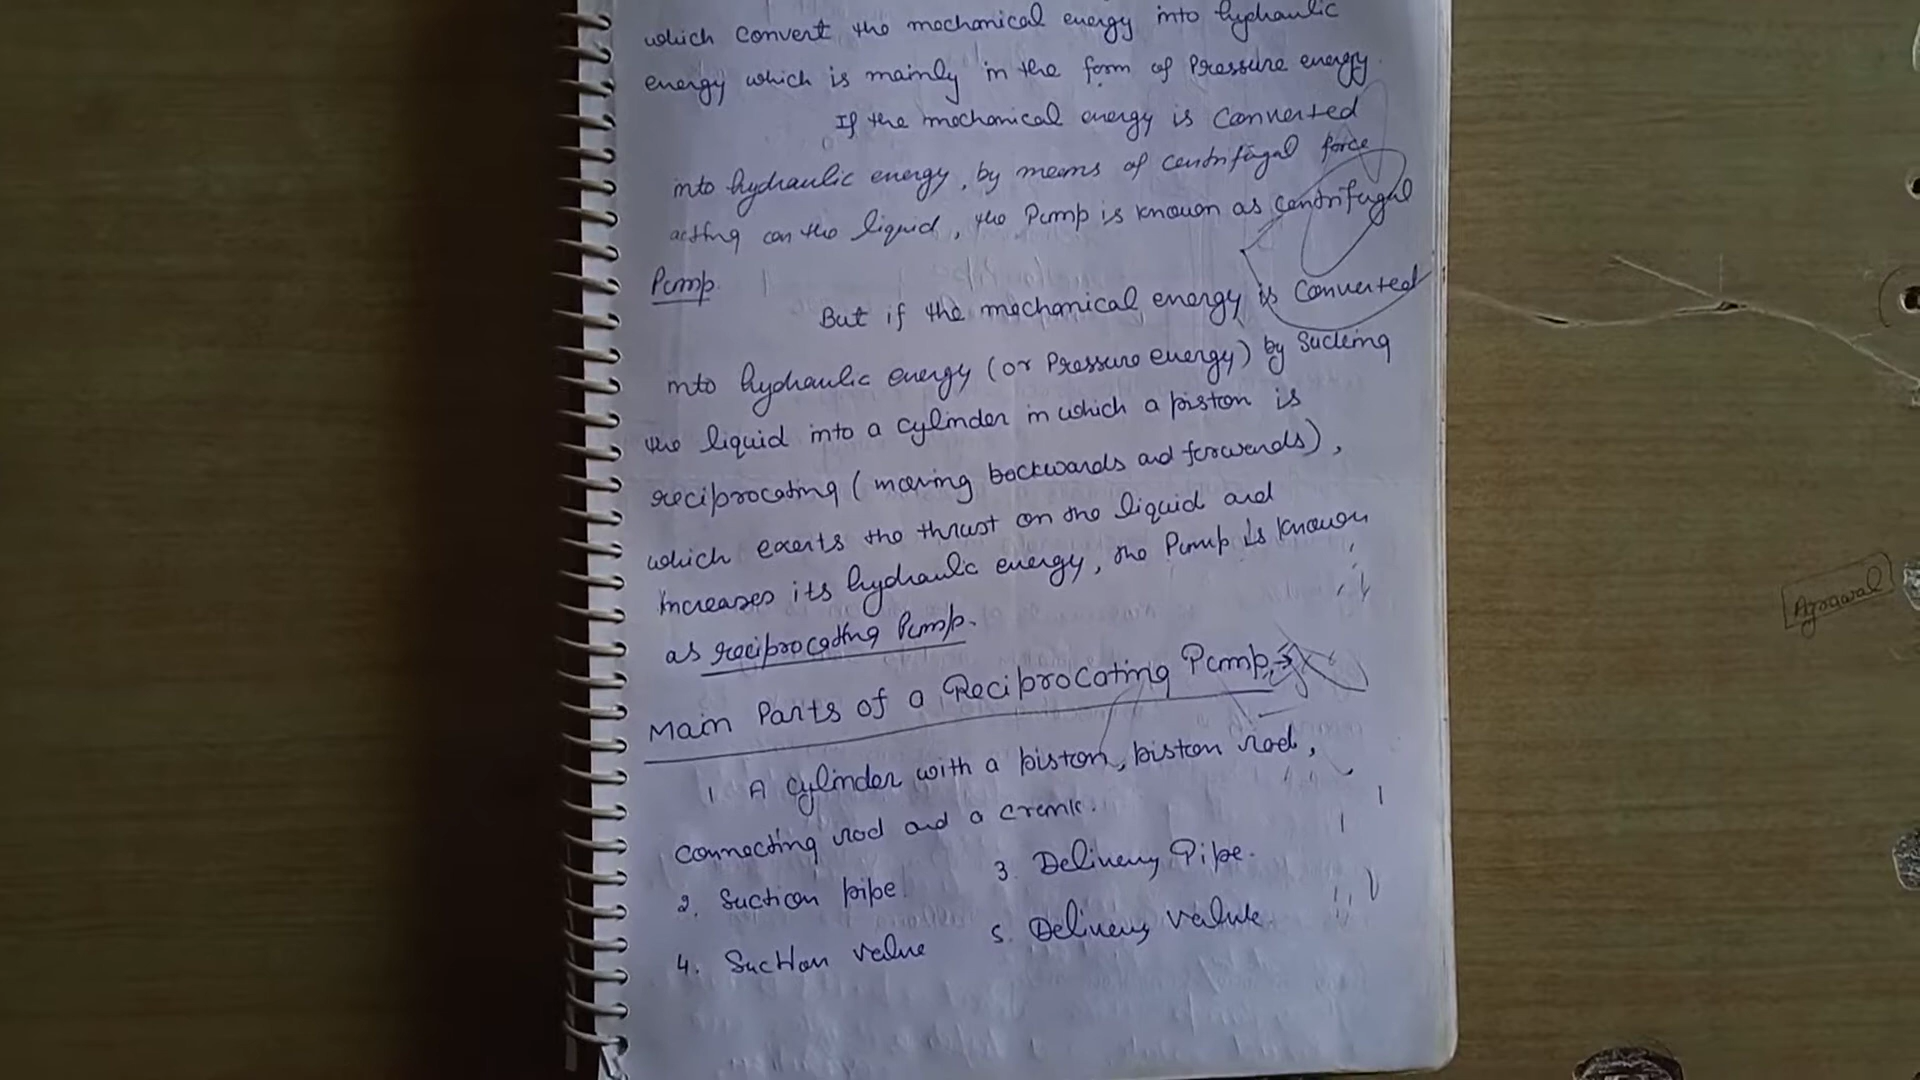 which convert the mechanical energy into hydraulic
energy which is mainly in the form of Pressure energy.
If the mechanical energy is Converted
into hydraulic energy, by means of centrifugal force
acting on the liquid, the Pump is known as centrifugal
Pump.
But if the mechanical energy is Converted
into hydraulic energy (or Pressure energy) by Sucking
the liquid into a cylinder in which a piston is
reciprocating (moving backwards and forwards),
which exerts the thrust on the liquid and
increases its hydraulic energy, the Pump is known
as reciprocating Pump.
Main Parts of a Reciprocating Pump:
1 A cylinder with a piston, piston rod,
Connecting rod and a crank.
2. Suction pipe 3. Delivery Pipe.
4. Suction value 5. Delivery Value.
Agrawal